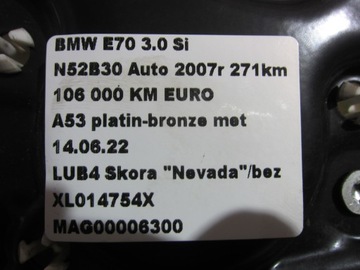 BMW E70 3.0 Si
N52B30 Auto 2007r 271km
106 000 KM EURO
A53 platin-bronze met
14.06.22
LUB4 Skora "Nevada"/bez
XL014754X
MAG00006300